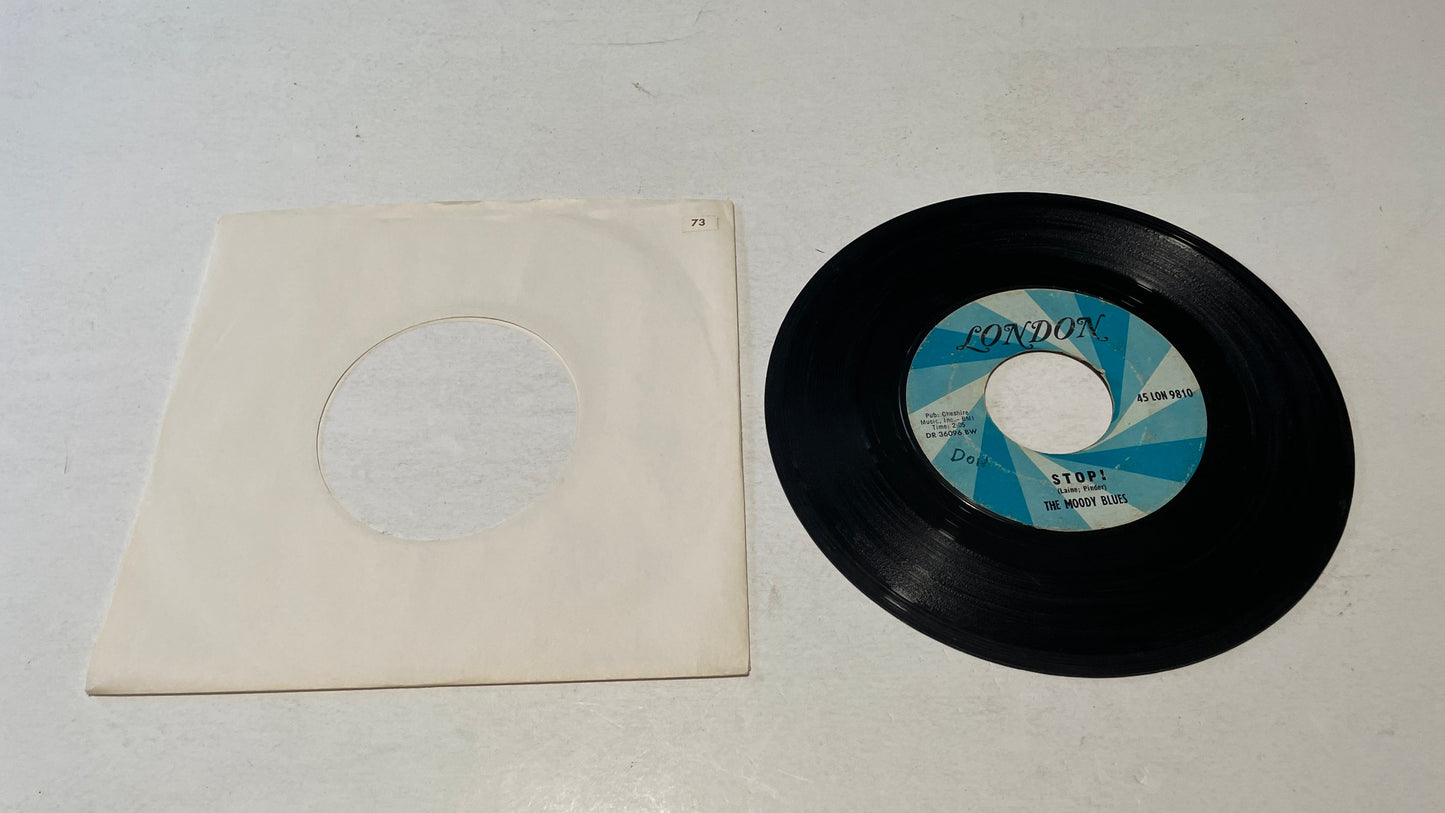 73
LONDON
45 LON 9810
Pub: Cheshire
Music, Inc. - BMI
Time: 2:05
DR 36096 BW
STOP!
(Laine; Pinder)
THE MOODY BLUES